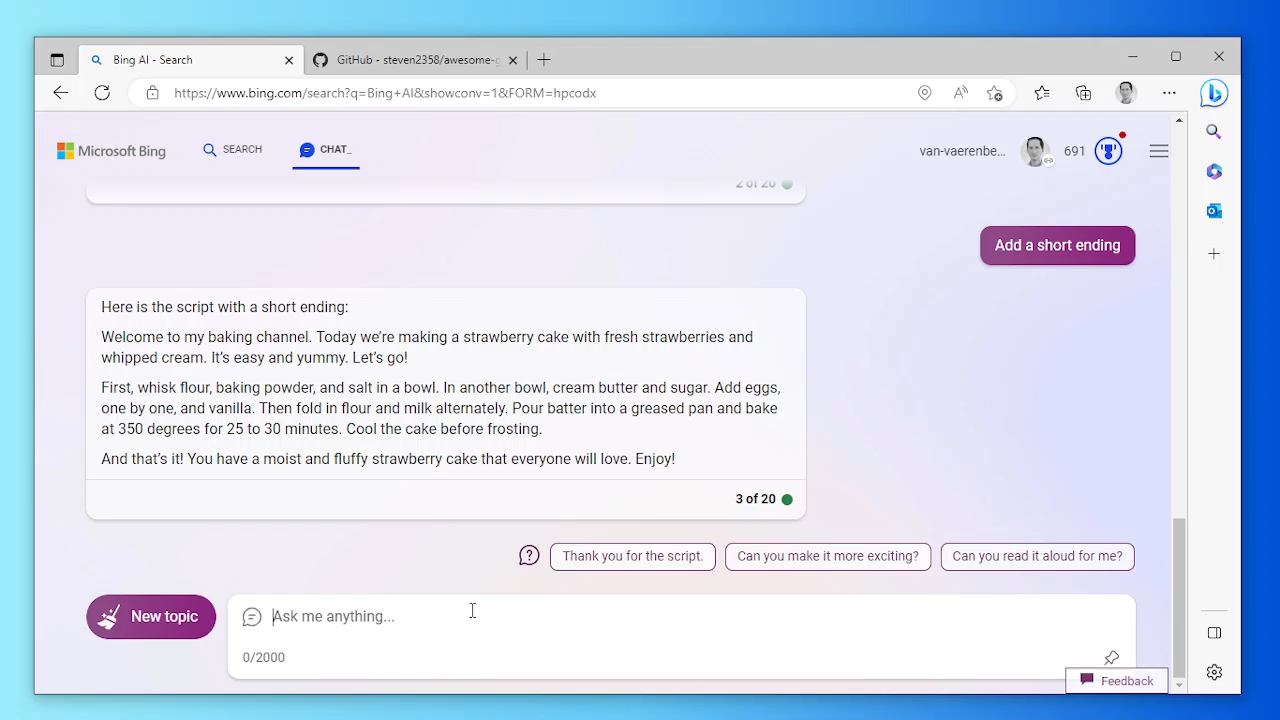 Bing AI - Search
GitHub - steven2358/awesome-g
https://www.bing.com/search?q=Bing+AI&showconv=1&FORM=hpcodx
Microsoft Bing
SEARCH
CHAT_
van-vaerenbe...
691
2 of 20
Add a short ending
Here is the script with a short ending:
Welcome to my baking channel. Today we're making a strawberry cake with fresh strawberries and
whipped cream. It's easy and yummy. Let's go!
First, whisk flour, baking powder, and salt in a bowl. In another bowl, cream butter and sugar. Add eggs,
one by one, and vanilla. Then fold in flour and milk alternately. Pour batter into a greased pan and bake
at 350 degrees for 25 to 30 minutes. Cool the cake before frosting.
And that's it! You have a moist and fluffy strawberry cake that everyone will love. Enjoy!
3 of 20
Thank you for the script.
Can you make it more exciting?
Can you read it aloud for me?
New topic
Ask me anything...
0/2000
Feedback